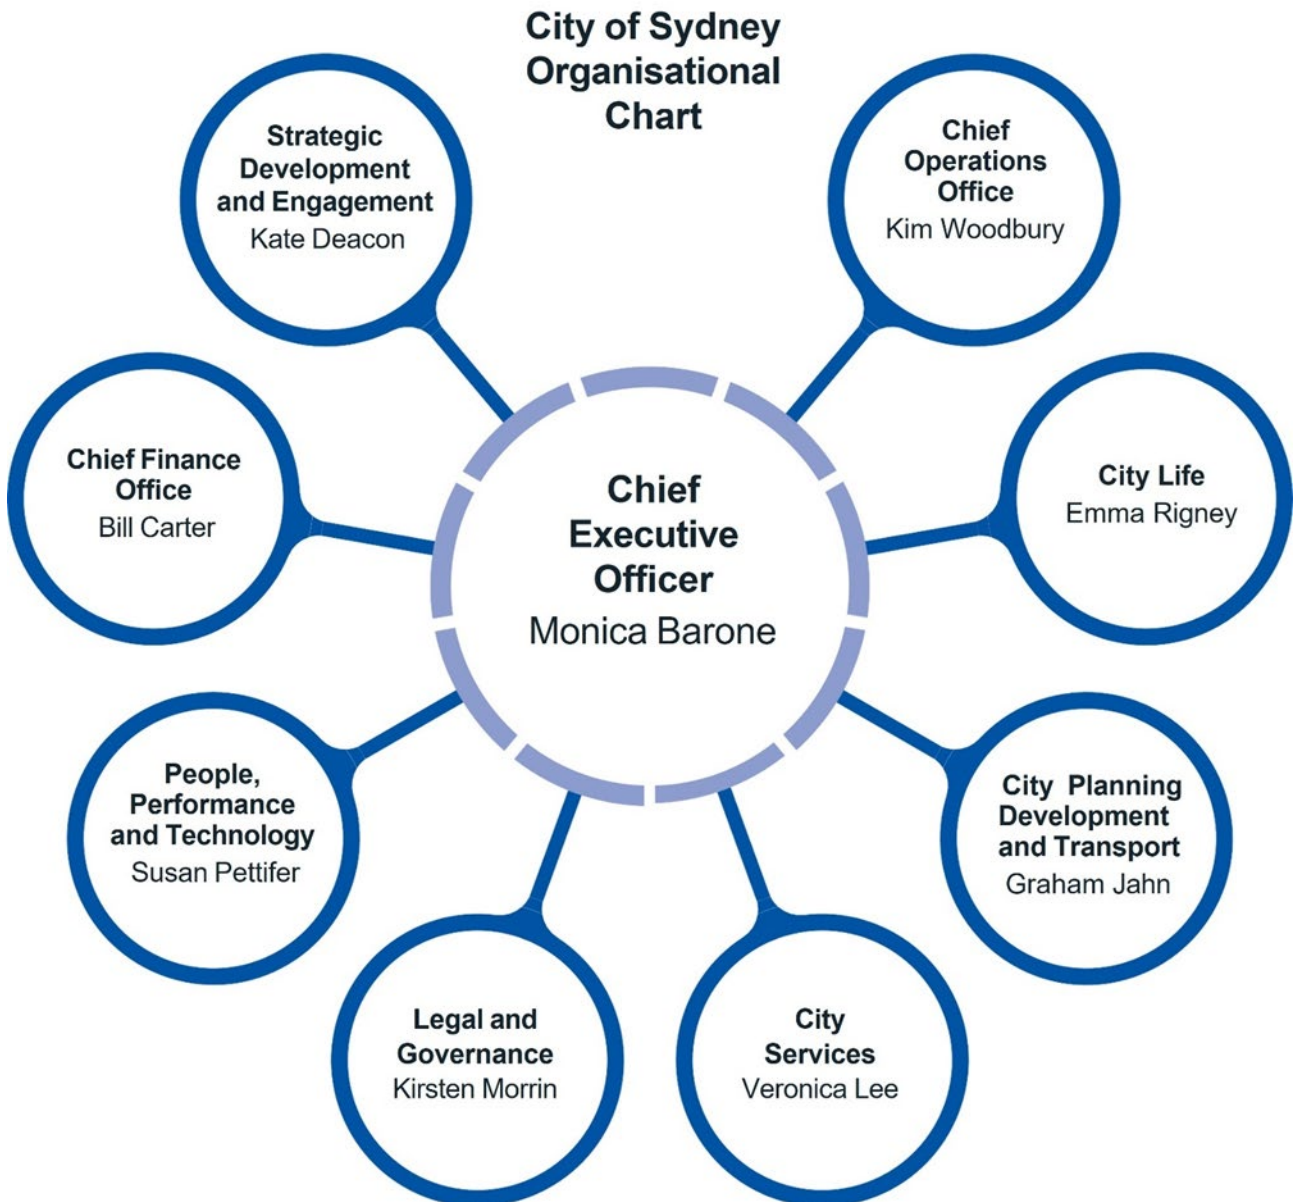 City of Sydney
Organisational
Chart
Strategic
Development
and Engagement
Kate Deacon
Chief
Operations
Office
Kim Woodbury
Chief Finance
Office
Bill Carter
Chief
Executive
Officer
Monica Barone
City Life
Emma Rigney
People,
Performance
and Technology
Susan Pettifer
City Planning
Development
and Transport
Graham Jahn
Legal and
Governance
Kirsten Morrin
City
Services
Veronica Lee